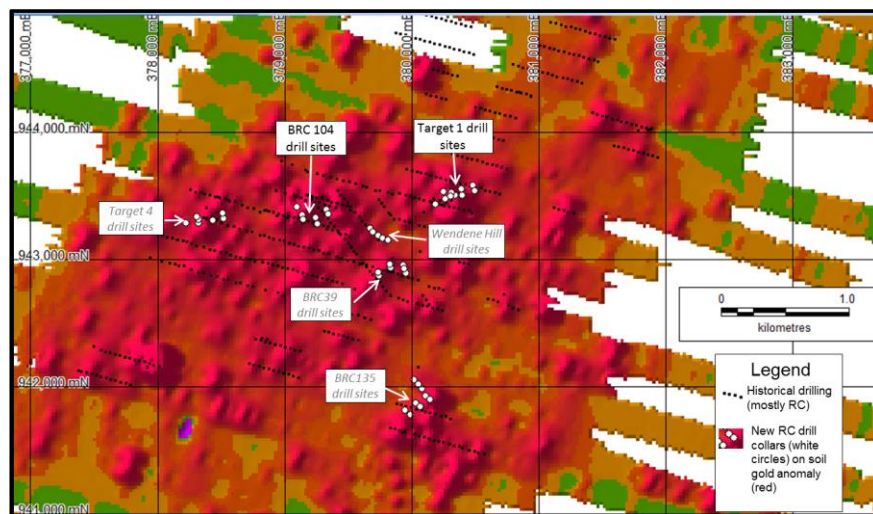 377,000 mE
378,000 mE
379,000 mE
380,000 mE
381,000 mE
382,000 mE
383,000 mE
944,000 mN
943,000 mN
942,000 mN
941,000 mN
BRC 104
drill sites
Target 1 drill
sites
Target 4
drill sites
Wendene Hill
drill sites
BRC39
drill sites
BRC135
drill sites
0
1.0
kilometres
Legend
Historical drilling
(mostly RC)
New RC drill
collars (white
circles) on soil
gold anomaly
(red)